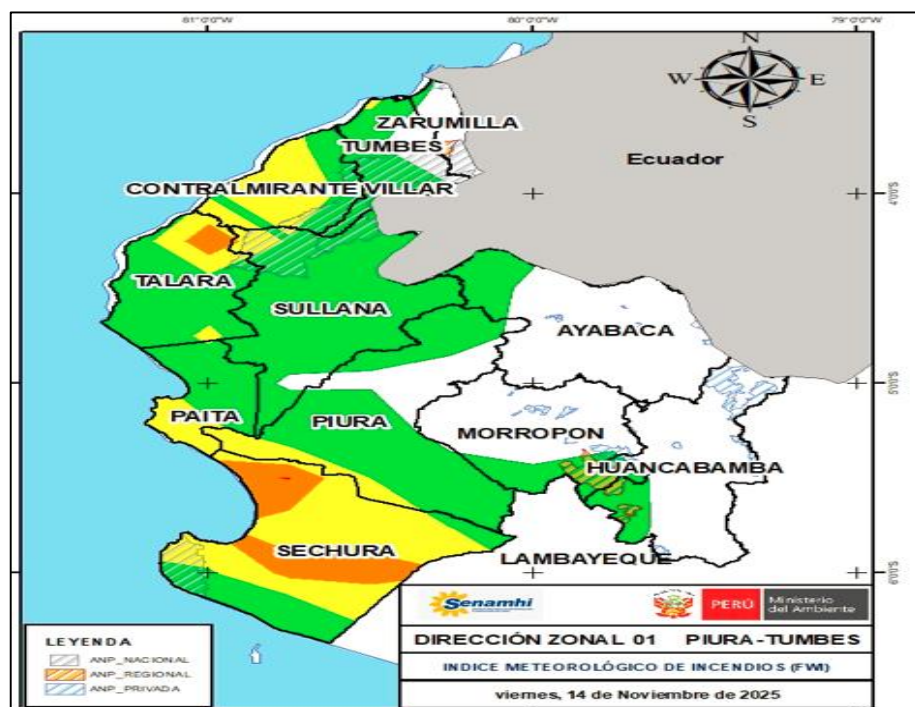 81°0'0"W 80°0'0"W 79°0'0"W
N
W E
S
ZARUMILLA
TUMBES
Ecuador
CONTRALMIRANTE VILLAR
4°0'0"S
TALARA
SULLANA
AYABACA
5°0'0"S
PAITA
PIURA
MORROPON
HUANCABAMBA
SECHURA
LAMBAYEQUE
6°0'0"S
Senamhi
PERÚ
Ministerio
del Ambiente
DIRECCIÓN ZONAL 01 PIURA-TUMBES
INDICE METEOROLÓGICO DE INCENDIOS (FWI)
viernes, 14 de Noviembre de 2025
LEYENDA
ANP_NACIONAL
ANP_REGIONAL
ANP_PRIVADA